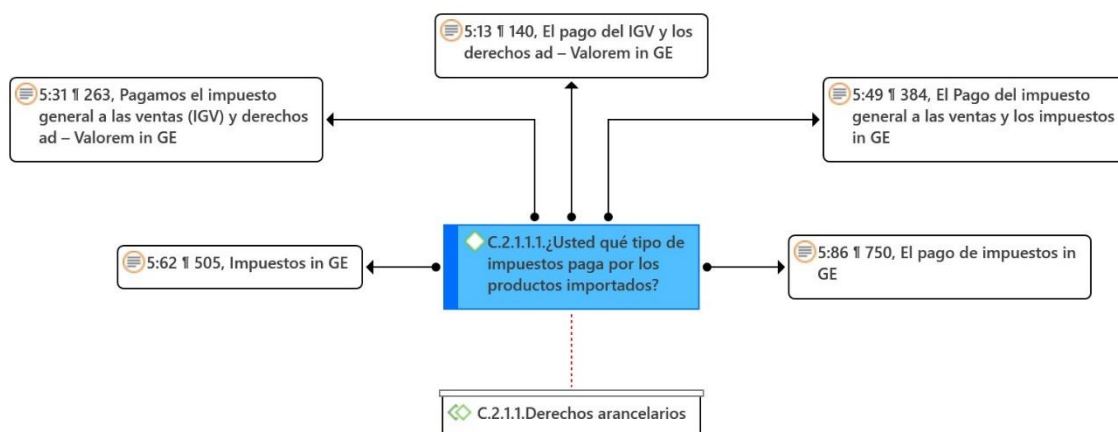 5:13 ¶ 140, El pago del IGV y los
derechos ad – Valorem in GE
5:31 ¶ 263, Pagamos el impuesto
general a las ventas (IGV) y derechos
ad – Valorem in GE
5:49 ¶ 384, El Pago del impuesto
general a las ventas y los impuestos
in GE
5:62 ¶ 505, Impuestos in GE
C.2.1.1.1.¿Usted qué tipo de
impuestos paga por los
productos importados?
5:86 ¶ 750, El pago de impuestos in
GE
C.2.1.1.Derechos arancelarios